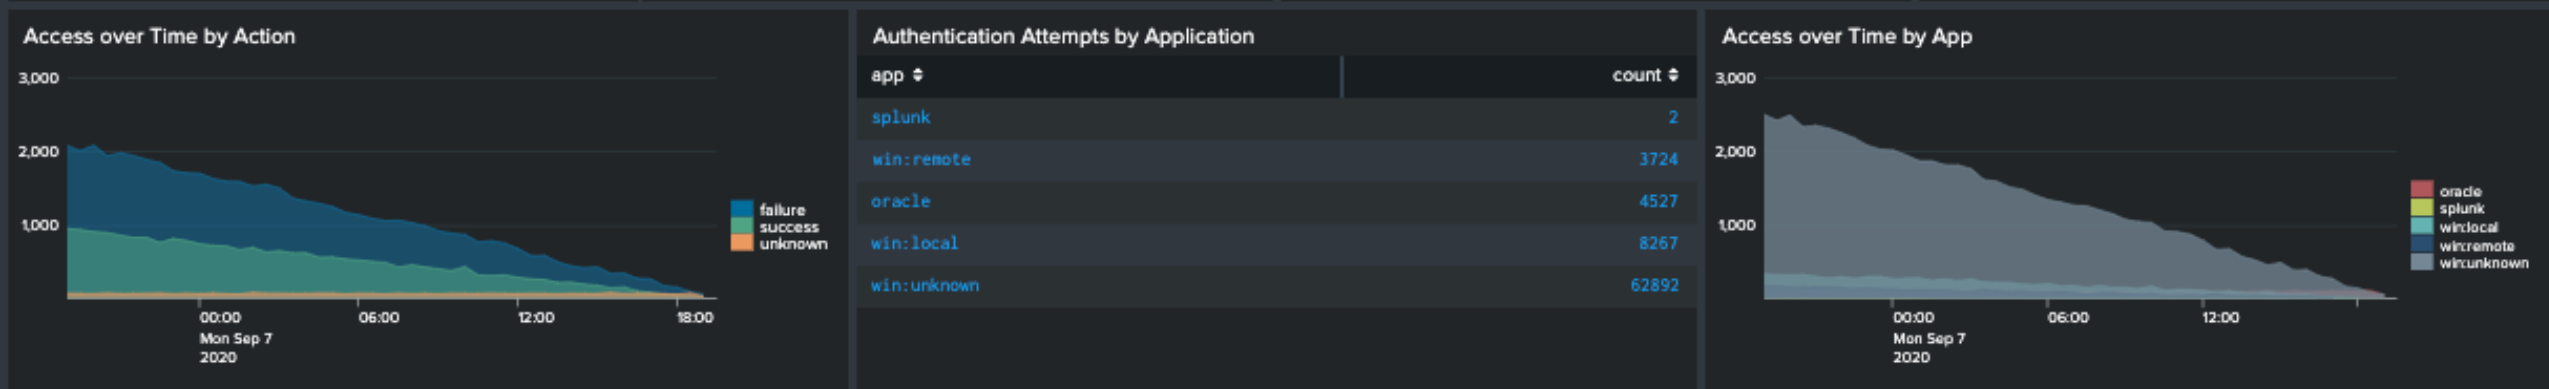 Access over Time by Action
3,000
2,000
1,000
00:00 06:00 12:00 18:00
Mon Sep 7
2020
failure
success
unknown
Authentication Attempts by Application
app count
splunk 2
win:remote 3724
oracle 4527
win:local 8267
win:unknown 62892
Access over Time by App
3,000
2,000
1,000
00:00 06:00 12:00
Mon Sep 7
2020
oracle
splunk
win:local
win:remote
win:unknown